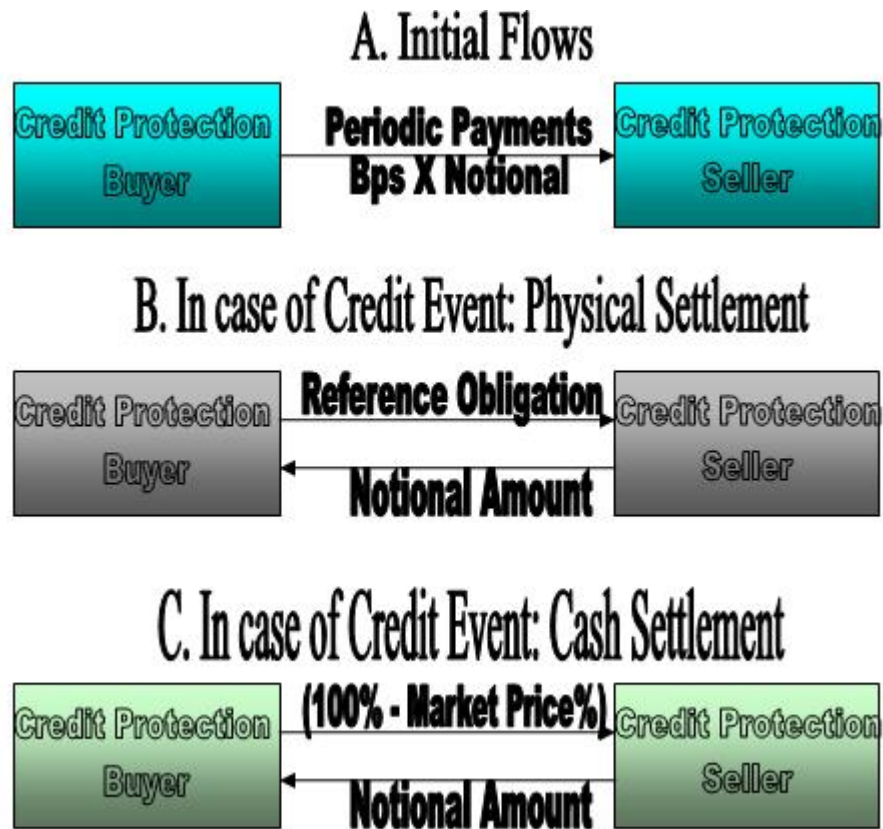 A. Initial Flows
Credit Protection
Buyer
Periodic Payments
Bps X Notional
Credit Protection
Seller
B. In case of Credit Event: Physical Settlement
Credit Protection
Buyer
Reference Obligation
Notional Amount
Credit Protection
Seller
C. In case of Credit Event: Cash Settlement
Credit Protection
Buyer
(100% - Market Price%)
Notional Amount
Credit Protection
Seller